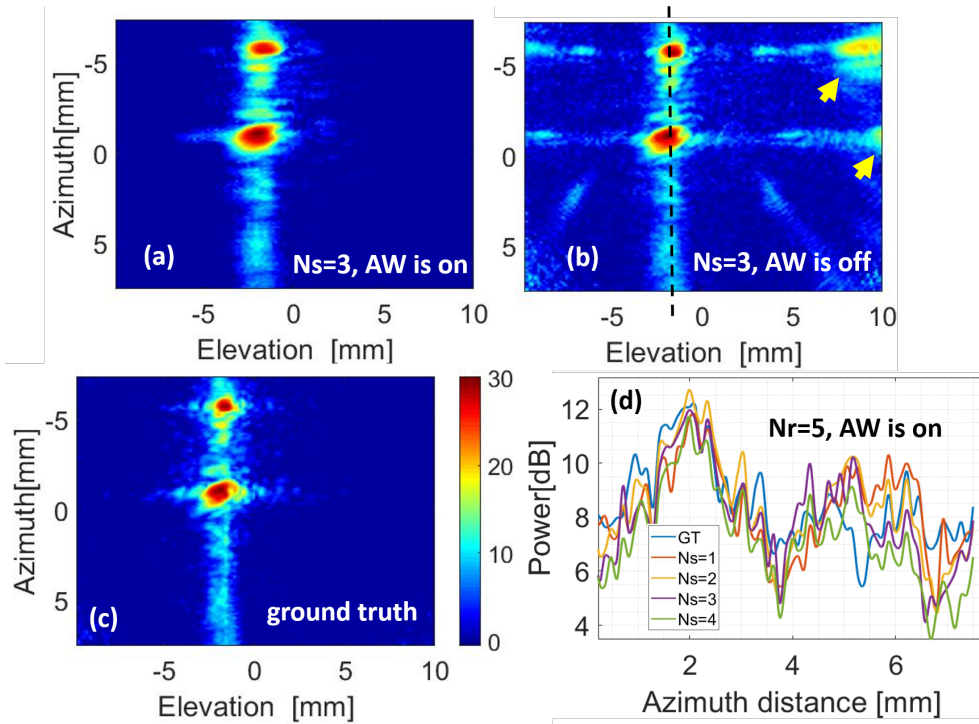 -5
0
5
Azimuth[mm]
(a)
Ns=3, AW is on
-5
0
5
10
Elevation [mm]
-5
0
5
(b)
Ns=3, AW is off
-5
0
5
10
Elevation [mm]
-5
0
5
Azimuth[mm]
(c)
ground truth
-5
0
5
10
Elevation [mm]
30
20
10
0
(d)
Nr=5, AW is on
12
10
8
6
4
Power[dB]
GT
Ns=1
Ns=2
Ns=3
Ns=4
2
4
6
Azimuth distance [mm]